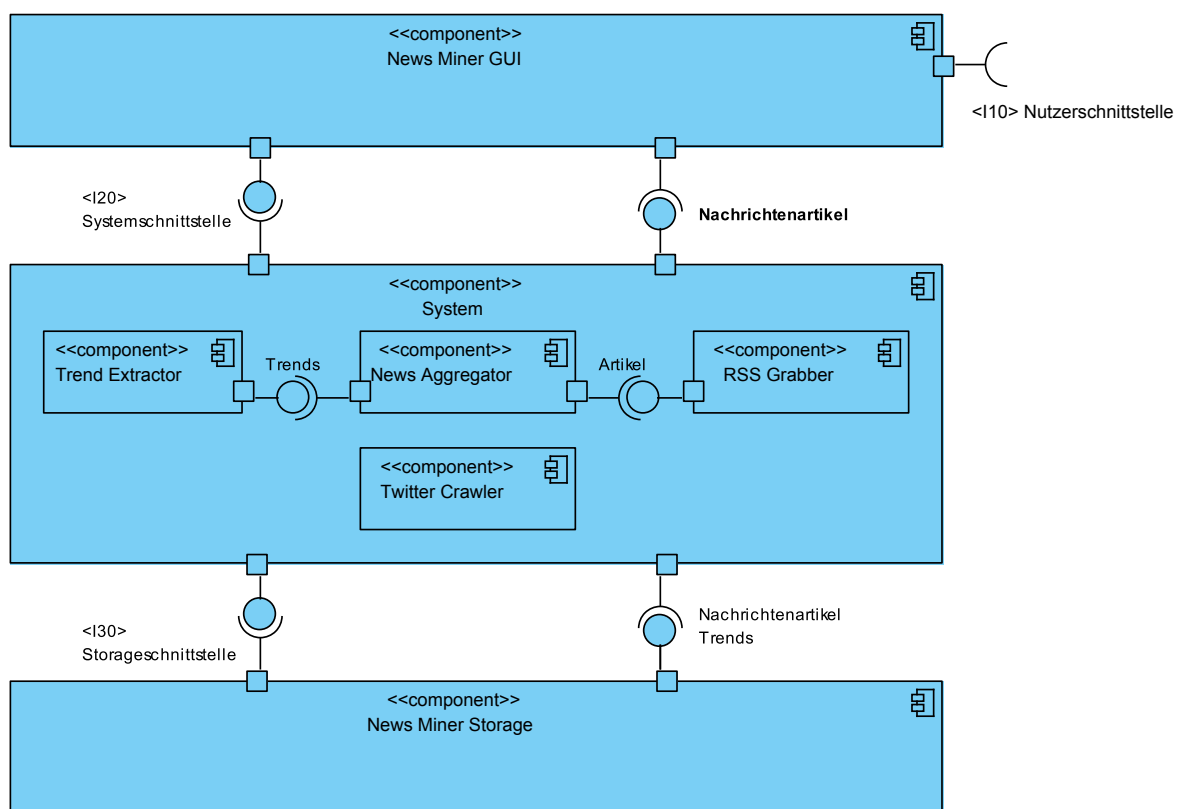 <<component>>
News Miner GUI
<I10> Nutzerschnittstelle
<I20>
Systemschnittstelle
Nachrichtenartikel
<<component>>
System
<<component>>
Trend Extractor
Trends
<<component>>
News Aggregator
Artikel
<<component>>
RSS Grabber
<<component>>
Twitter Crawler
<I30>
Storageschnittstelle
Nachrichtenartikel
Trends
<<component>>
News Miner Storage